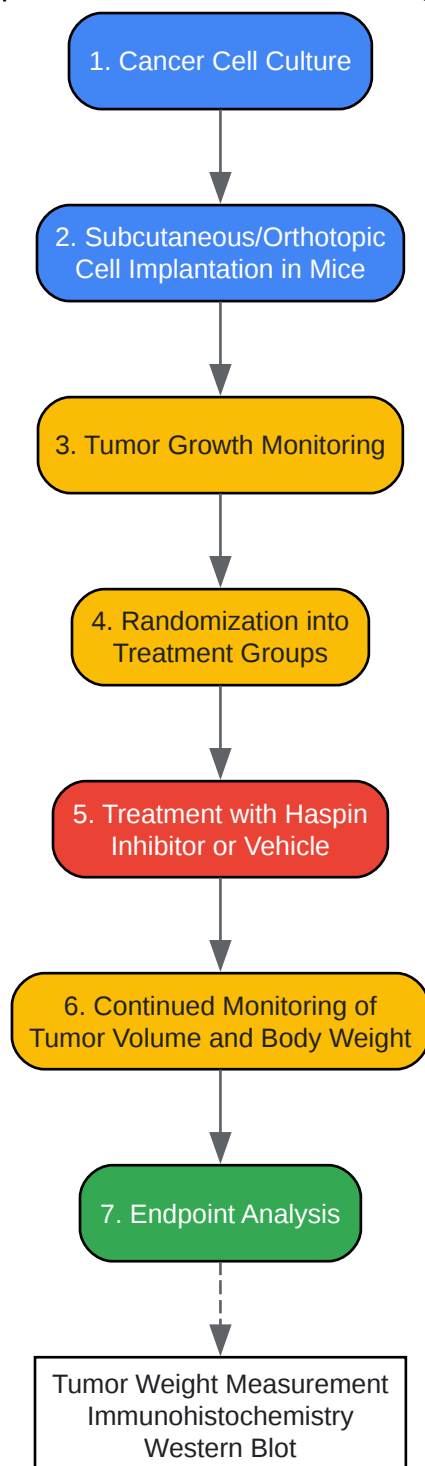 1. Cancer Cell Culture
2. Subcutaneous/Orthotopic
Cell Implantation in Mice
3. Tumor Growth Monitoring
4. Randomization into
Treatment Groups
5. Treatment with Haspin
Inhibitor or Vehicle
6. Continued Monitoring of
Tumor Volume and Body Weight
7. Endpoint Analysis
Tumor Weight Measurement
Immunohistochemistry
Western Blot